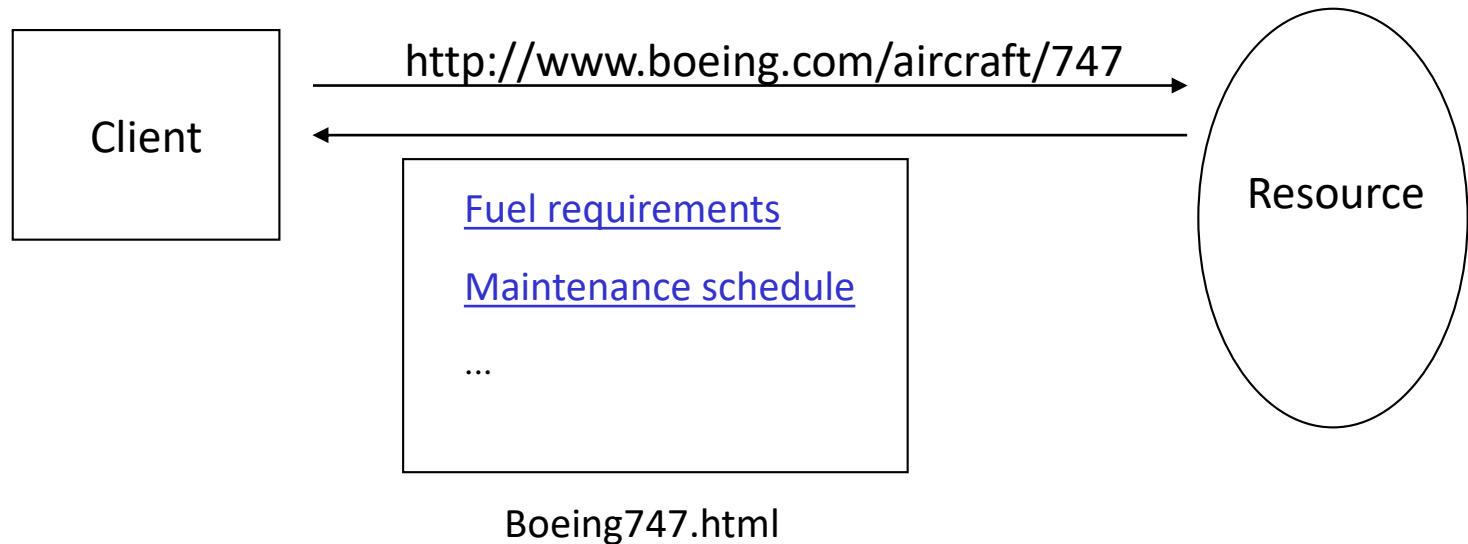 http://www.boeing.com/aircraft/747
Client
Resource
Fuel requirements
Maintenance schedule
...
Boeing747.html